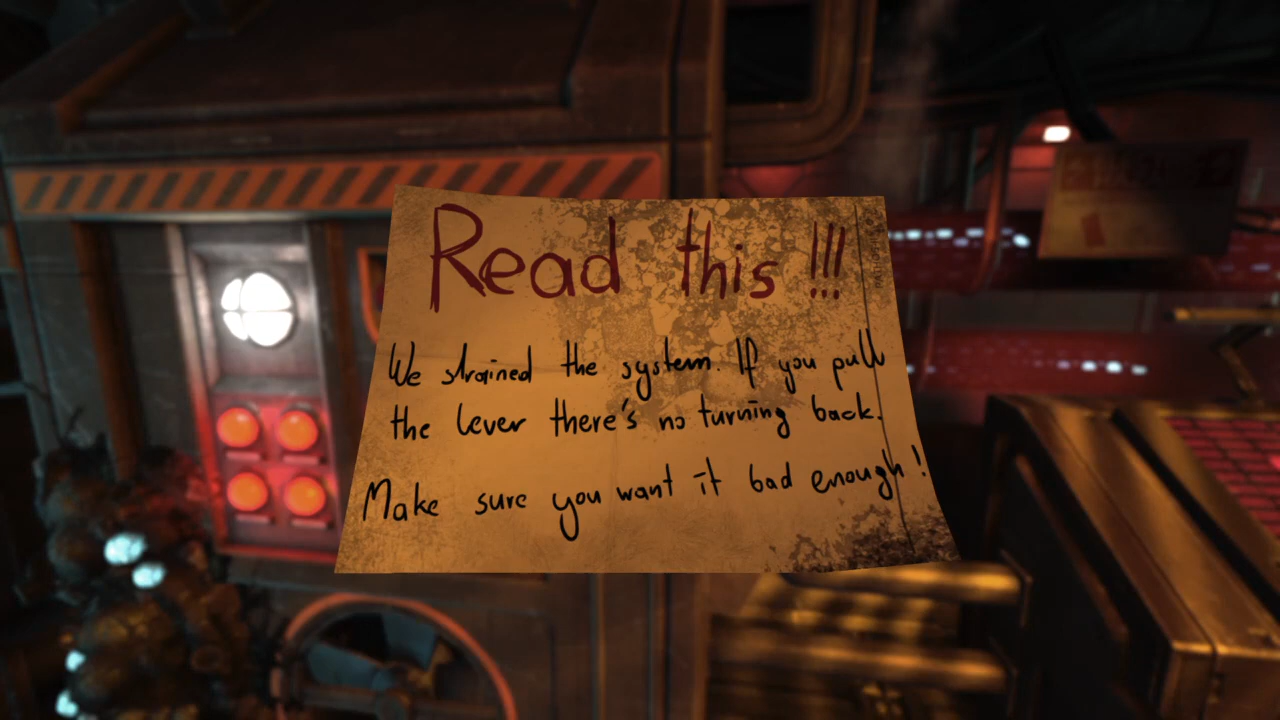 Read this !!!
We strained the system. If you pull
the lever there's no turning back.
Make sure you want it bad enough!